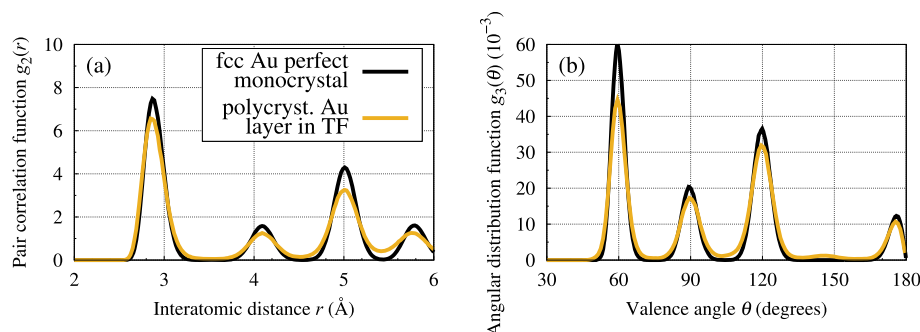 Pair correlation function g2(r)
10
8
6
4
2
0
(a)
fcc Au perfect
monocrystal
polycryst. Au
layer in TF
2 3 4 5 6
Interatomic distance r (Å)
Angular distribution function g3(θ) (10⁻³)
60
50
40
30
20
10
0
(b)
30 60 90 120 150 180
Valence angle θ (degrees)